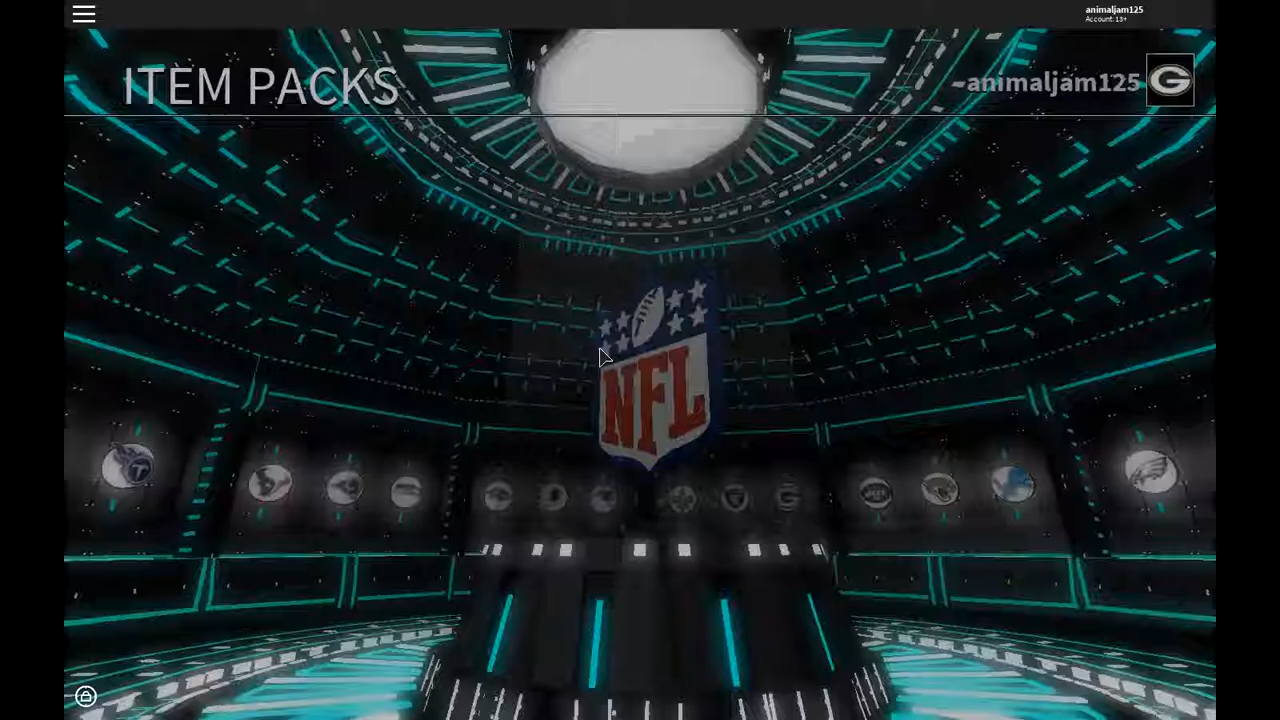 animaljam125
Account: 13+
ITEM PACKS
-animaljam125
G
NFL
T
G